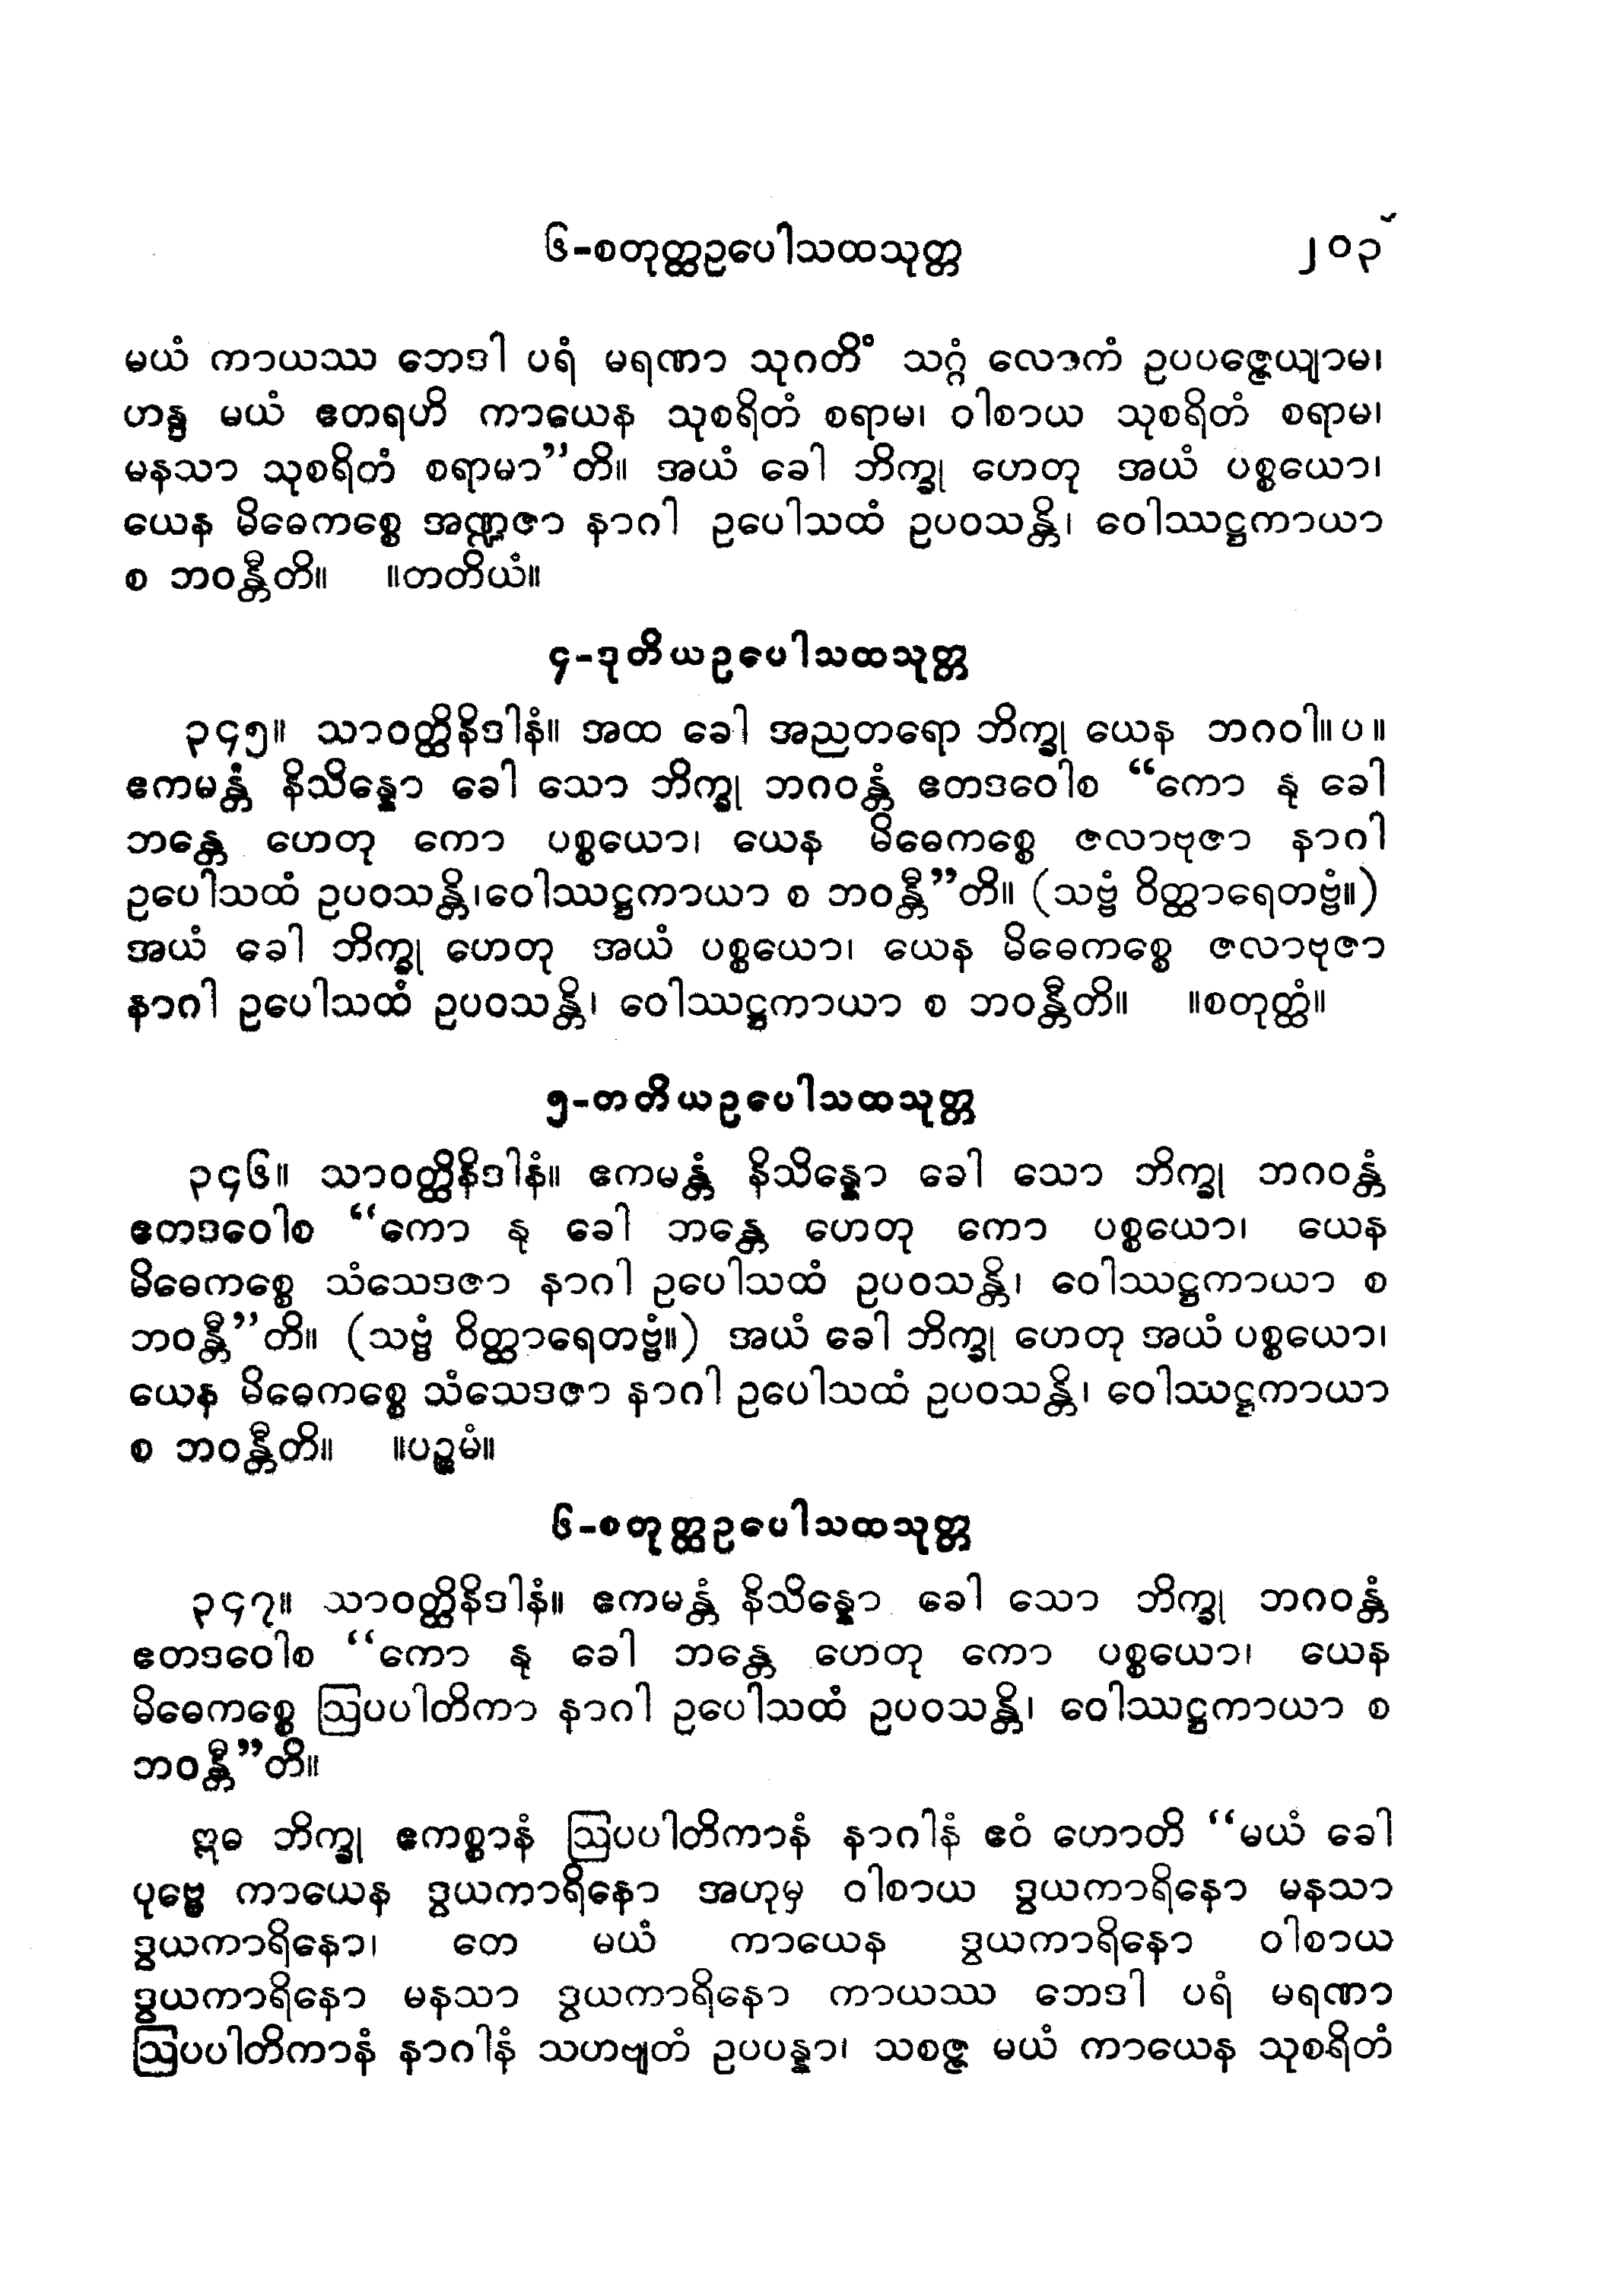 ၆-စတုတ္ထဥပေါသထသုတ္တ ၂၀၃
မယံ ကာယဿ ဘေဒါ ပရံ မရဏာ သုဂတိံ သဂ္ဂံ လောကံ ဥပပဇ္ဇေယျာမ၊
ဟန္ဒ မယံ ဧတရဟိ ကာယေန သုစရိတံ စရာမ၊ ဝါစာယ သုစရိတံ စရာမ၊
မနသာ သုစရိတံ စရာမာ”တိ။ အယံ ခေါ ဘိက္ခု ဟေတု အယံ ပစ္စယော၊
ယေန မိဓေကစ္စေ အဏ္ဍဇာ နာဂါ ဥပေါသထံ ဥပဝသန္တိ၊ ဝေါဿဋ္ဌကာယာ
စ ဘဝန္တီတိ။ ။တတိယံ။
၄-ဒုတိယဥပေါသထသုတ္တ
၃၄၅။ သာဝတ္ထိနိဒါနံ။ အထ ခေါ အညတရော ဘိက္ခု ယေန ဘဂဝါ။ပ။
ဧကမန္တံ နိသိန္နော ခေါ သော ဘိက္ခု ဘဂဝန္တံ ဧတဒဝေါစ “ကော နု ခေါ
ဘန္တေ ဟေတု ကော ပစ္စယော၊ ယေန မိဓေကစ္စေ ဇလာဗုဇာ နာဂါ
ဥပေါသထံ ဥပဝသန္တိ၊ဝေါဿဋ္ဌကာယာ စ ဘဝန္တီ”တိ။ (သဗ္ဗံ ဝိတ္ထာရေတဗ္ဗံ။)
အယံ ခေါ ဘိက္ခု ဟေတု အယံ ပစ္စယော၊ ယေန မိဓေကစ္စေ ဇလာဗုဇာ
နာဂါ ဥပေါသထံ ဥပဝသန္တိ၊ ဝေါဿဋ္ဌကာယာ စ ဘဝန္တီတိ။ ။စတုတ္ထံ။
၅-တတိယဥပေါသထသုတ္တ
၃၄၆။ သာဝတ္ထိနိဒါနံ။ ဧကမန္တံ နိသိန္နော ခေါ သော ဘိက္ခု ဘဂဝန္တံ
ဧတဒဝေါစ “ကော နု ခေါ ဘန္တေ ဟေတု ကော ပစ္စယော၊ ယေန
မိဓေကစ္စေ သံသေဒဇာ နာဂါ ဥပေါသထံ ဥပဝသန္တိ၊ ဝေါဿဋ္ဌကာယာ စ
ဘဝန္တီ”တိ။ (သဗ္ဗံ ဝိတ္ထာရေတဗ္ဗံ။) အယံ ခေါ ဘိက္ခု ဟေတု အယံ ပစ္စယော၊
ယေန မိဓေကစ္စေ သံသေဒဇာ နာဂါ ဥပေါသထံ ဥပဝသန္တိ၊ ဝေါဿဋ္ဌကာယာ
စ ဘဝန္တီတိ။ ။ပဉ္စမံ။
၆-စတုတ္ထဥပေါသထသုတ္တ
၃၄၇။ သာဝတ္ထိနိဒါနံ။ ဧကမန္တံ နိသိန္နော ခေါ သော ဘိက္ခု ဘဂဝန္တံ
ဧတဒဝေါစ “ကော နု ခေါ ဘန္တေ ဟေတု ကော ပစ္စယော၊ ယေန
မိဓေကစ္စေ ဩပပါတိကာ နာဂါ ဥပေါသထံ ဥပဝသန္တိ၊ ဝေါဿဋ္ဌကာယာ စ
ဘဝန္တီ”တိ။
ဣဓ ဘိက္ခု ဧကစ္စာနံ ဩပပါတိကာနံ နာဂါနံ ဧဝံ ဟောတိ “မယံ ခေါ
ပုဗ္ဗေ ကာယေန ဒွယကာရိနော အဟုမှ ဝါစာယ ဒွယကာရိနော မနသာ
ဒွယကာရိနော၊ တေ မယံ ကာယေန ဒွယကာရိနော ဝါစာယ
ဒွယကာရိနော မနသာ ဒွယကာရိနော ကာယဿ ဘေဒါ ပရံ မရဏာ
ဩပပါတိကာနံ နာဂါနံ သဟဗျတံ ဥပပန္နာ၊ သစဇ္ဇ မယံ ကာယေန သုစရိတံ